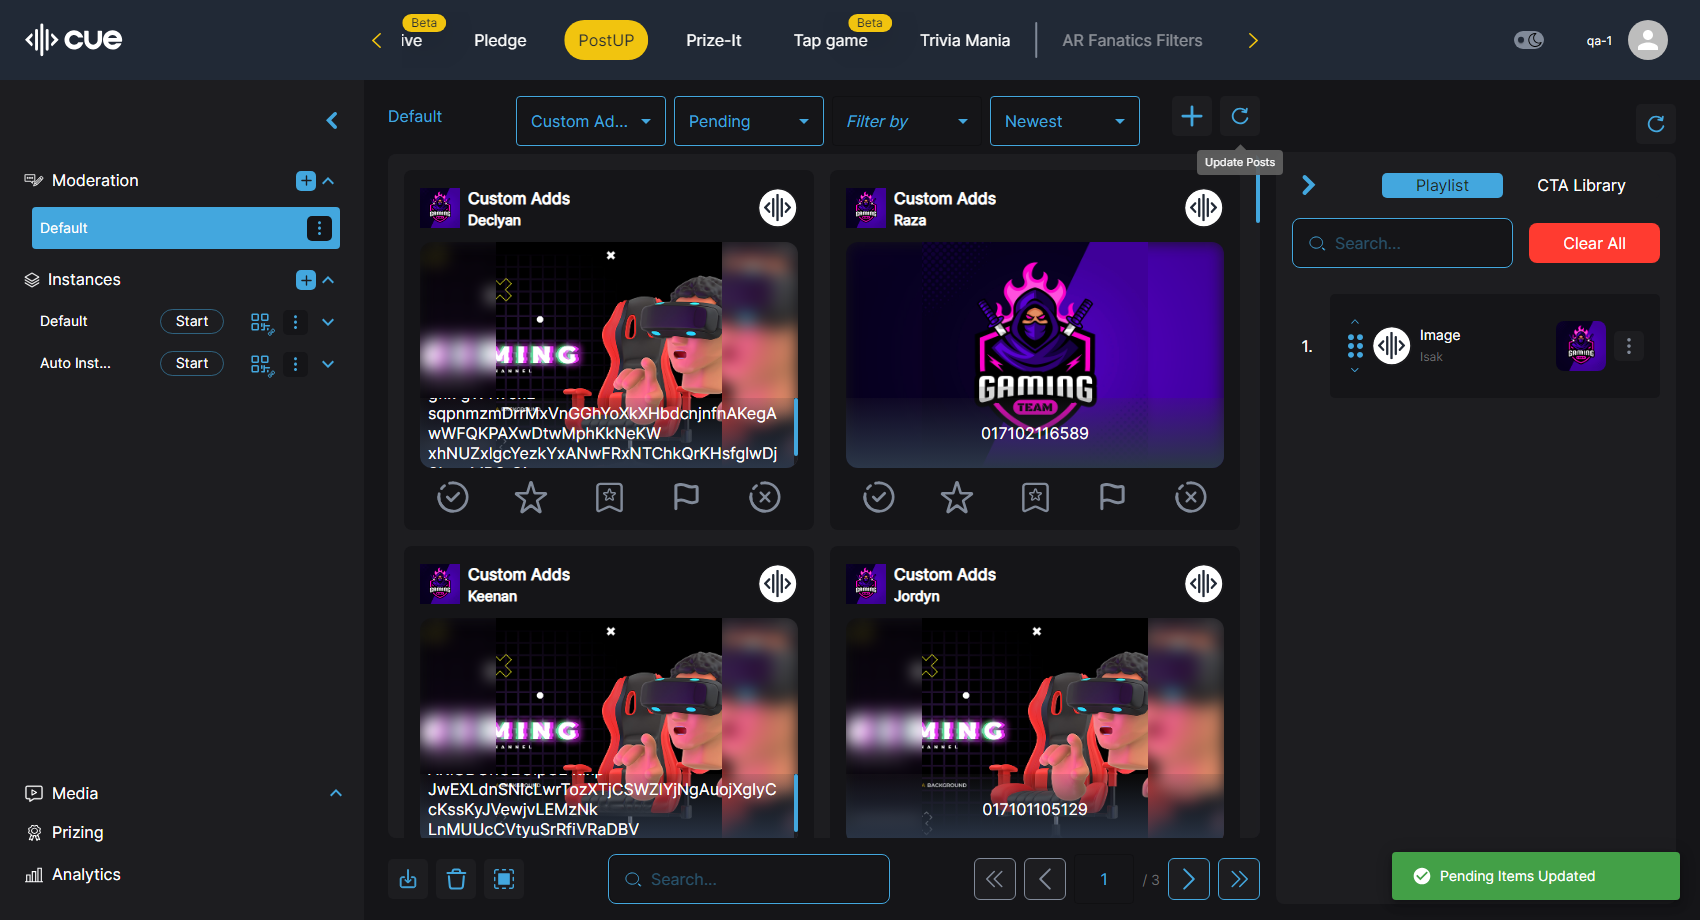 cue
Beta
ive
Pledge
PostUP
Prize-It
Beta
Tap game
Trivia Mania
AR Fanatics Filters
qa-1
Default
Custom Ad...
Pending
Filter by
Newest
Update Posts
Moderation
Default
Instances
Default
Start
Auto Inst...
Start
Media
Prizing
Analytics
Custom Adds
Declyan
MING
sqpnmzmDrrMxVnGGhYoXkXHbdcnjnfnAKegA
wWFQKPAXwDtwMphKkNeKW
xhNUZxlgcYezkYxANwFRxNTChkQrKHsfglwDj
Custom Adds
Raza
GAMING
TEAM
017102116589
Custom Adds
Keenan
MING
ANNEL
JwEXLdnSNlcLwrTozXTjCSWZlYjNgAuojXglyC
cKssKyJVewjvLEMzNk
LnMUUcCVtyuSrRfiVRaDBV
Custom Adds
Jordyn
MING
ANNEL
BACKGROUND
017101105129
Search...
1
/ 3
Playlist
CTA Library
Search...
Clear All
1.
Image
Isak
GAMING
Pending Items Updated